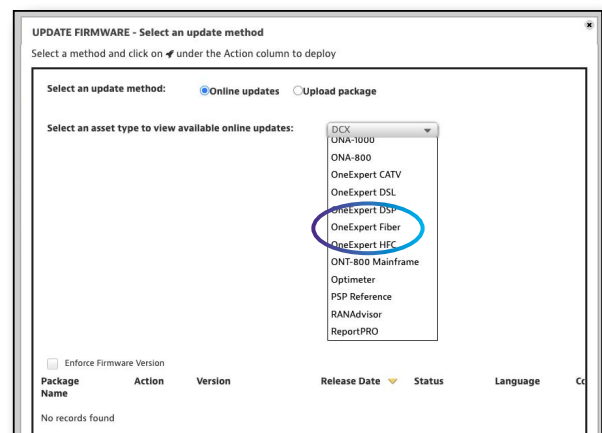 UPDATE FIRMWARE - Select an update method
Select a method and click on under the Action column to deploy
Select an update method: Online updates Upload package
Select an asset type to view available online updates: DCX
ONA-1000
ONA-800
OneExpert CATV
OneExpert DSL
OneExpert DSP
OneExpert Fiber
OneExpert HFC
ONT-800 Mainframe
Optimeter
PSP Reference
RANAdvisor
ReportPRO
Enforce Firmware Version
Package Name Action Version Release Date Status Language
No records found